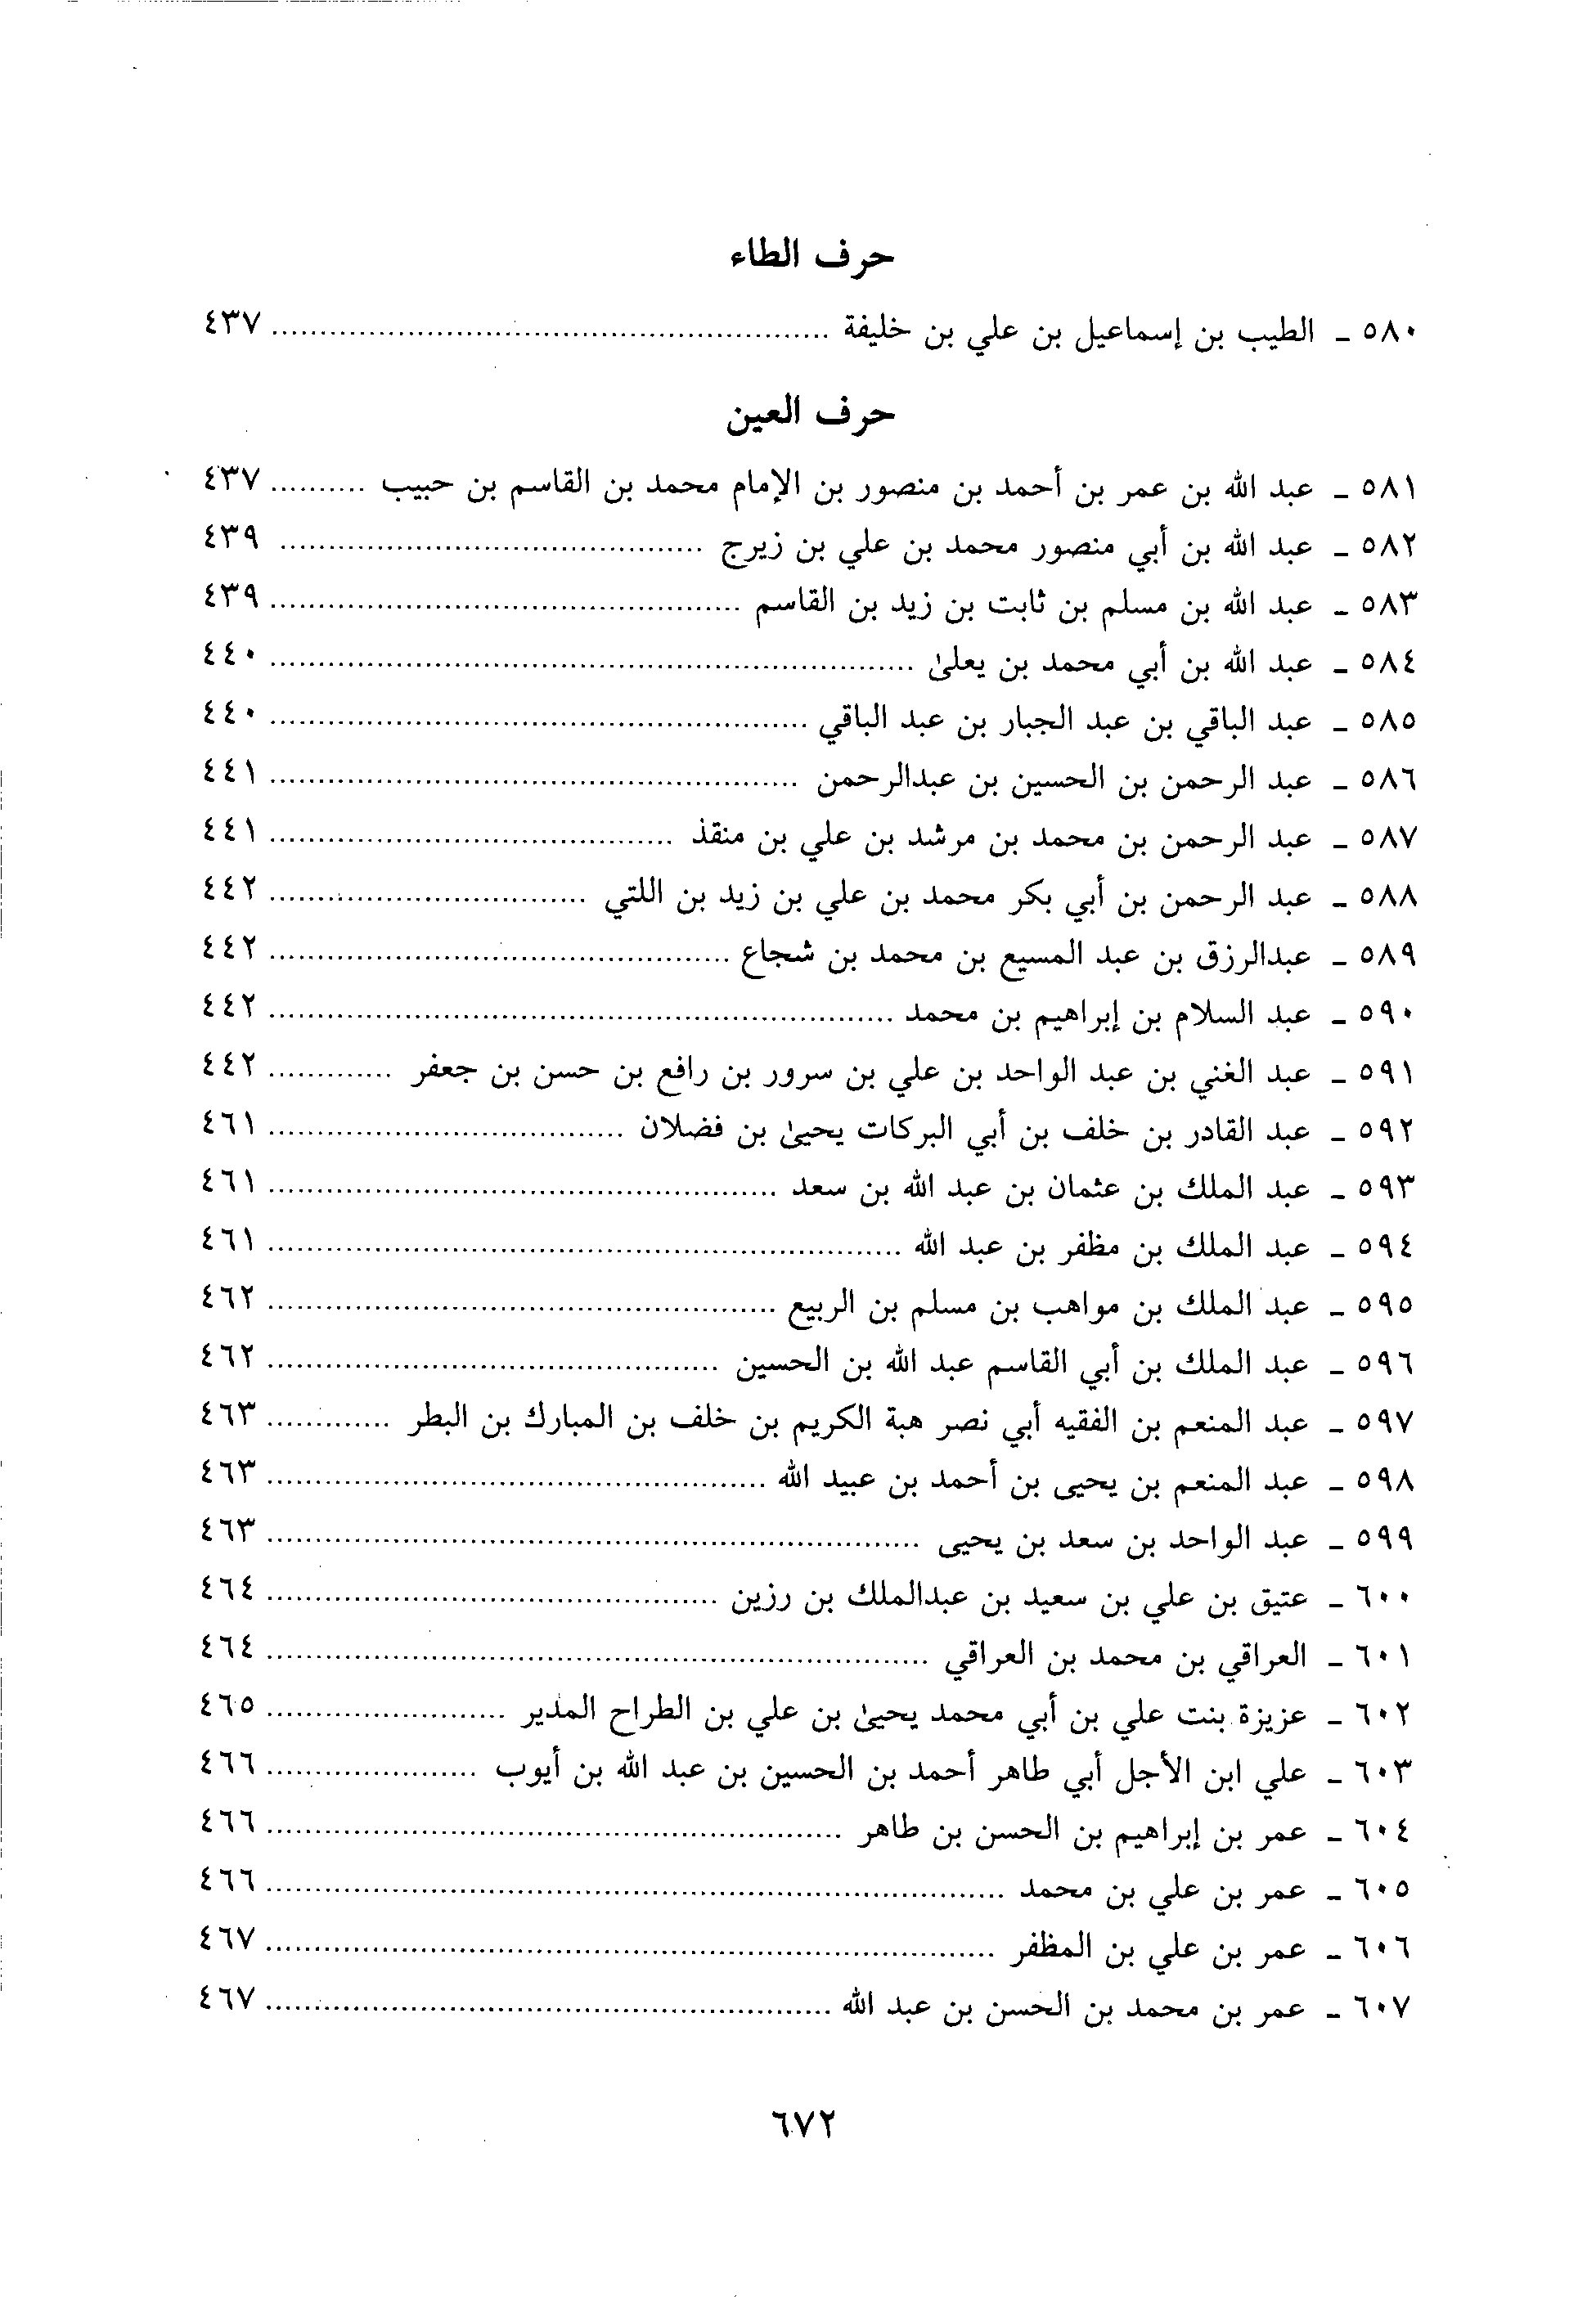 حرف الطاء
٥٨٠ ـ الطيب بن إسماعيل بن علي بن خليفة ........................................................ ٤٣٧
حرف العين
٥٨١ ـ عبد الله بن عمر بن أحمد بن منصور بن الإمام محمد بن القاسم بن حبيب .......... ٤٣٧
٥٨٢ ـ عبد الله بن أبي منصور محمد بن علي بن زيرج .......................................... ٤٣٩
٥٨٣ ـ عبد الله بن مسلم بن ثابت بن زيد بن القاسم .............................................. ٤٣٩
٥٨٤ ـ عبد الله بن أبي محمد بن يعلىٰ ................................................................ ٤٤٠
٥٨٥ ـ عبد الباقي بن عبد الجبار بن عبد الباقي ..................................................... ٤٤٠
٥٨٦ ـ عبد الرحمن بن الحسين بن عبدالرحمن .................................................... ٤٤١
٥٨٧ ـ عبد الرحمن بن محمد بن مرشد بن علي بن منقذ ........................................ ٤٤١
٥٨٨ ـ عبد الرحمن بن أبي بكر محمد بن علي بن زيد بن اللتي ................................ ٤٤٢
٥٨٩ ـ عبدالرزق بن عبد المسيع بن محمد بن شجاع .............................................. ٤٤٢
٥٩٠ ـ عبد السلام بن إبراهيم بن محمد .............................................................. ٤٤٢
٥٩١ ـ عبد الغني بن عبد الواحد بن علي بن سرور بن رافع بن حسن بن جعفر ............. ٤٤٢
٥٩٢ ـ عبد القادر بن خلف بن أبي البركات يحيىٰ بن فضلان ................................... ٤٦١
٥٩٣ ـ عبد الملك بن عثمان بن عبد الله بن سعد .................................................. ٤٦١
٥٩٤ ـ عبد الملك بن مظفر بن عبد الله .............................................................. ٤٦١
٥٩٥ ـ عبد الملك بن مواهب بن مسلم بن الربيع .................................................. ٤٦٢
٥٩٦ ـ عبد الملك بن أبي القاسم عبد الله بن الحسين ............................................. ٤٦٢
٥٩٧ ـ عبد المنعم بن الفقيه أبي نصر هبة الكريم بن خلف بن المبارك بن البطر ............. ٤٦٣
٥٩٨ ـ عبد المنعم بن يحيى بن أحمد بن عبيد الله ................................................. ٤٦٣
٥٩٩ ـ عبد الواحد بن سعد بن يحيى ................................................................. ٤٦٣
٦٠٠ ـ عتيق بن علي بن سعيد بن عبدالملك بن رزين ............................................. ٤٦٤
٦٠١ ـ العراقي بن محمد بن العراقي .................................................................. ٤٦٤
٦٠٢ ـ عزيزة بنت علي بن أبي محمد يحيىٰ بن علي بن الطراح المدير ........................ ٤٦٥
٦٠٣ ـ علي ابن الأجل أبي طاهر أحمد بن الحسين بن عبد الله بن أيوب ..................... ٤٦٦
٦٠٤ ـ عمر بن إبراهيم بن الحسن بن طاهر ........................................................ ٤٦٦
٦٠٥ ـ عمر بن علي بن محمد ......................................................................... ٤٦٦
٦٠٦ ـ عمر بن علي بن المظفر ........................................................................ ٤٦٧
٦٠٧ ـ عمر بن محمد بن الحسن بن عبد الله ....................................................... ٤٦٧
٦٧٢